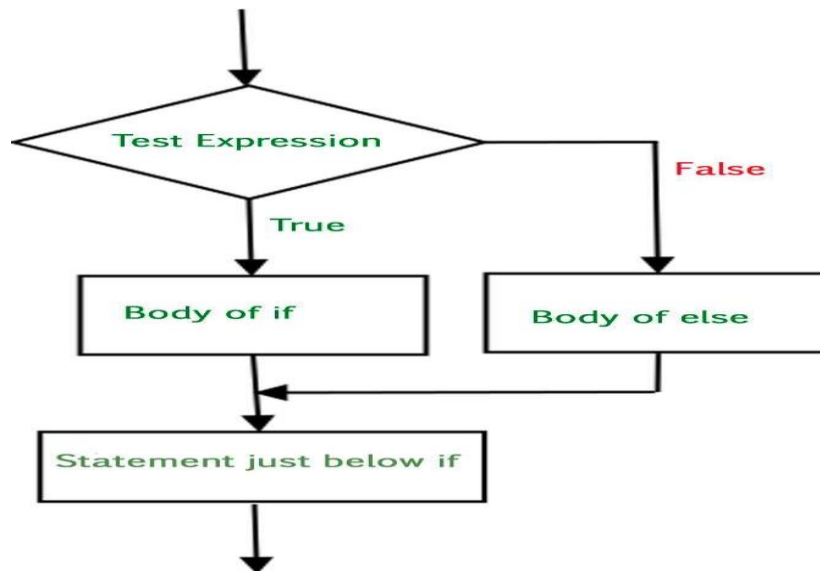 Test Expression
False
True
Body of if
Body of else
Statement just below if